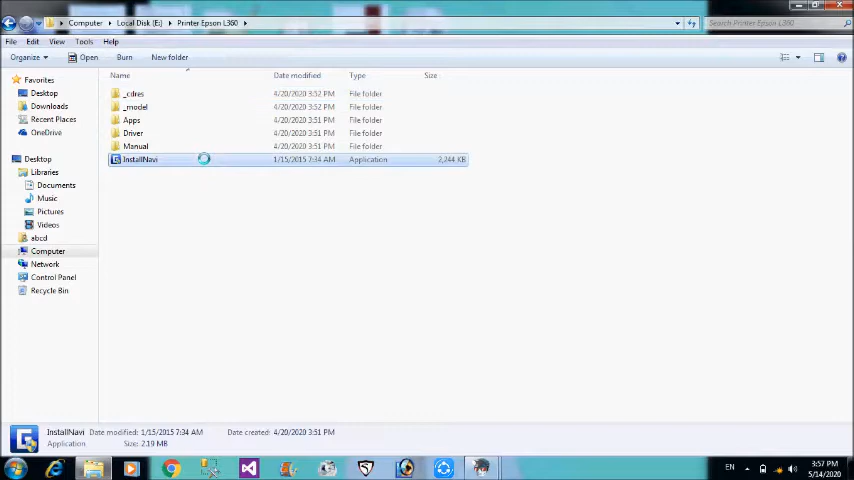 Computer ▸ Local Disk (E:) ▸ Printer Epson L360 ▸
Search Printer Epson L360
File Edit View Tools Help
Organize Open Burn New folder
Name Date modified Type Size
Favorites
Desktop
Downloads
Recent Places
OneDrive
Desktop
Libraries
Documents
Music
Pictures
Videos
abcd
Computer
Network
Control Panel
Recycle Bin
_cdres 4/20/2020 3:52 PM File folder
_model 4/20/2020 3:52 PM File folder
Apps 4/20/2020 3:51 PM File folder
Driver 4/20/2020 3:51 PM File folder
Manual 4/20/2020 3:51 PM File folder
InstallNavi 1/15/2015 7:34 AM Application 2,244 KB
InstallNavi Date modified: 1/15/2015 7:34 AM Date created: 4/20/2020 3:51 PM
Application Size: 2.19 MB
EN
3:57 PM
5/14/2020